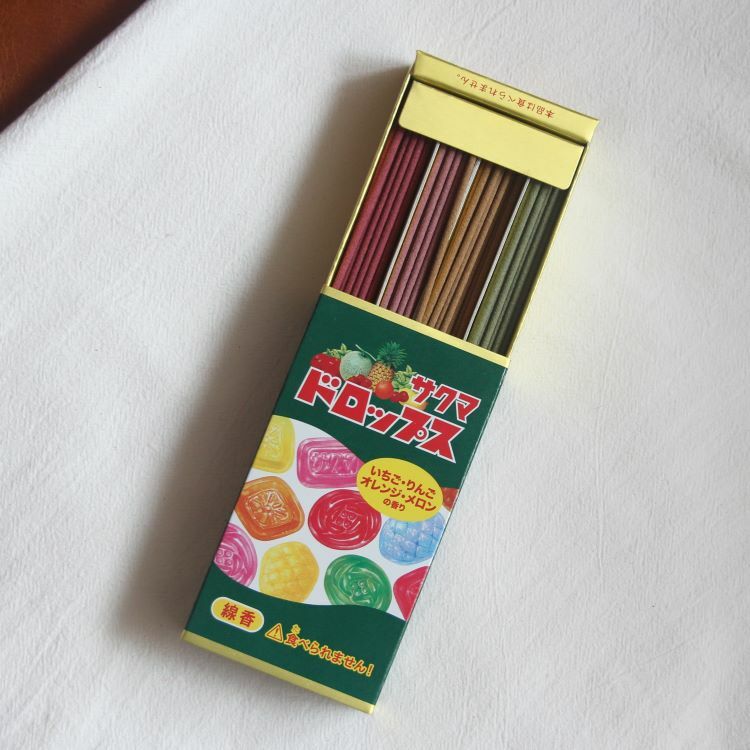 本品は食べられません。
サクマ
ドロップス
いちご・りんご
オレンジ・メロン
の香り
線香
た
食べられません!